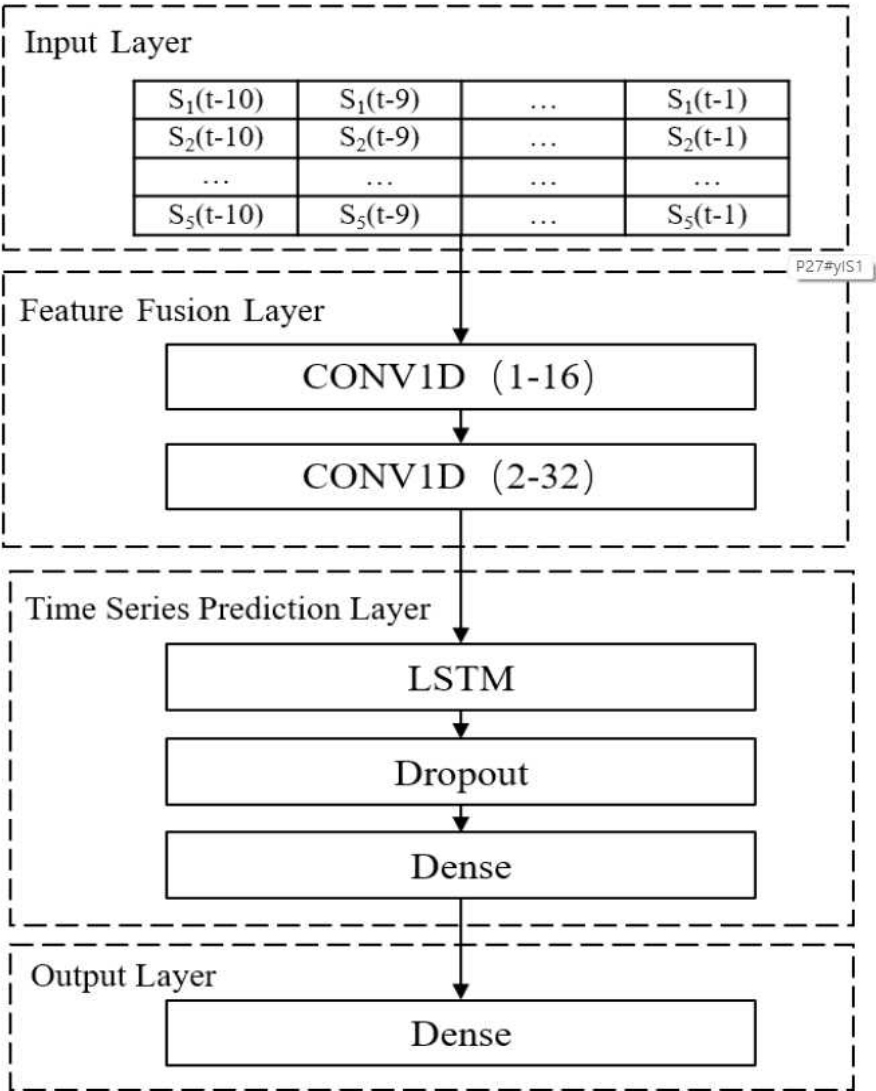 Input Layer
S₁(t-10) S₁(t-9) … S₁(t-1)
S₂(t-10) S₂(t-9) … S₂(t-1)
… … … …
S₅(t-10) S₅(t-9) … S₅(t-1)
P27#yIS1
Feature Fusion Layer
CONV1D (1-16)
CONV1D (2-32)
Time Series Prediction Layer
LSTM
Dropout
Dense
Output Layer
Dense